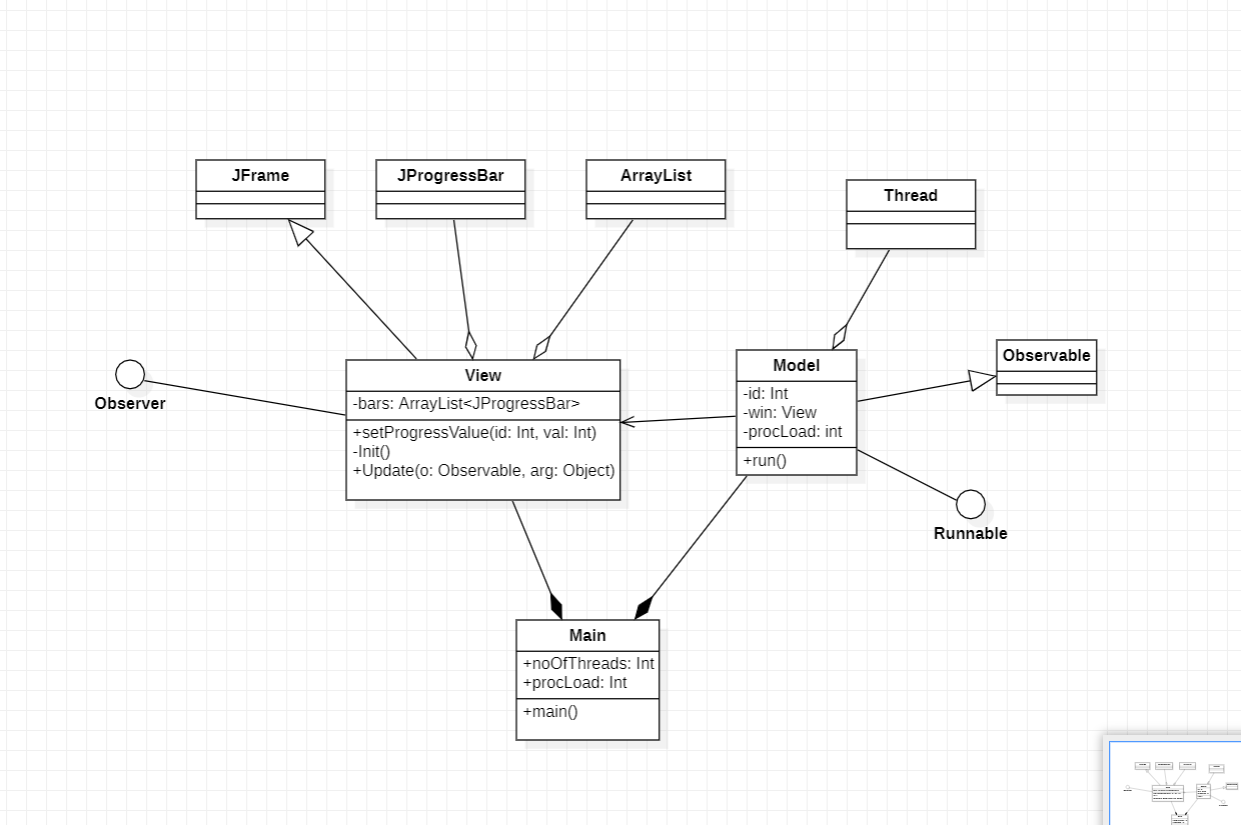 JFrame
JProgressBar
ArrayList
Thread
Observer
View
-bars: ArrayList<JProgressBar>
+setProgressValue(id: Int, val: Int)
-Init()
+Update(o: Observable, arg: Object)
Model
-id: Int
-win: View
-procLoad: int
+run()
Observable
Runnable
Main
+noOfThreads: Int
+procLoad: Int
+main()